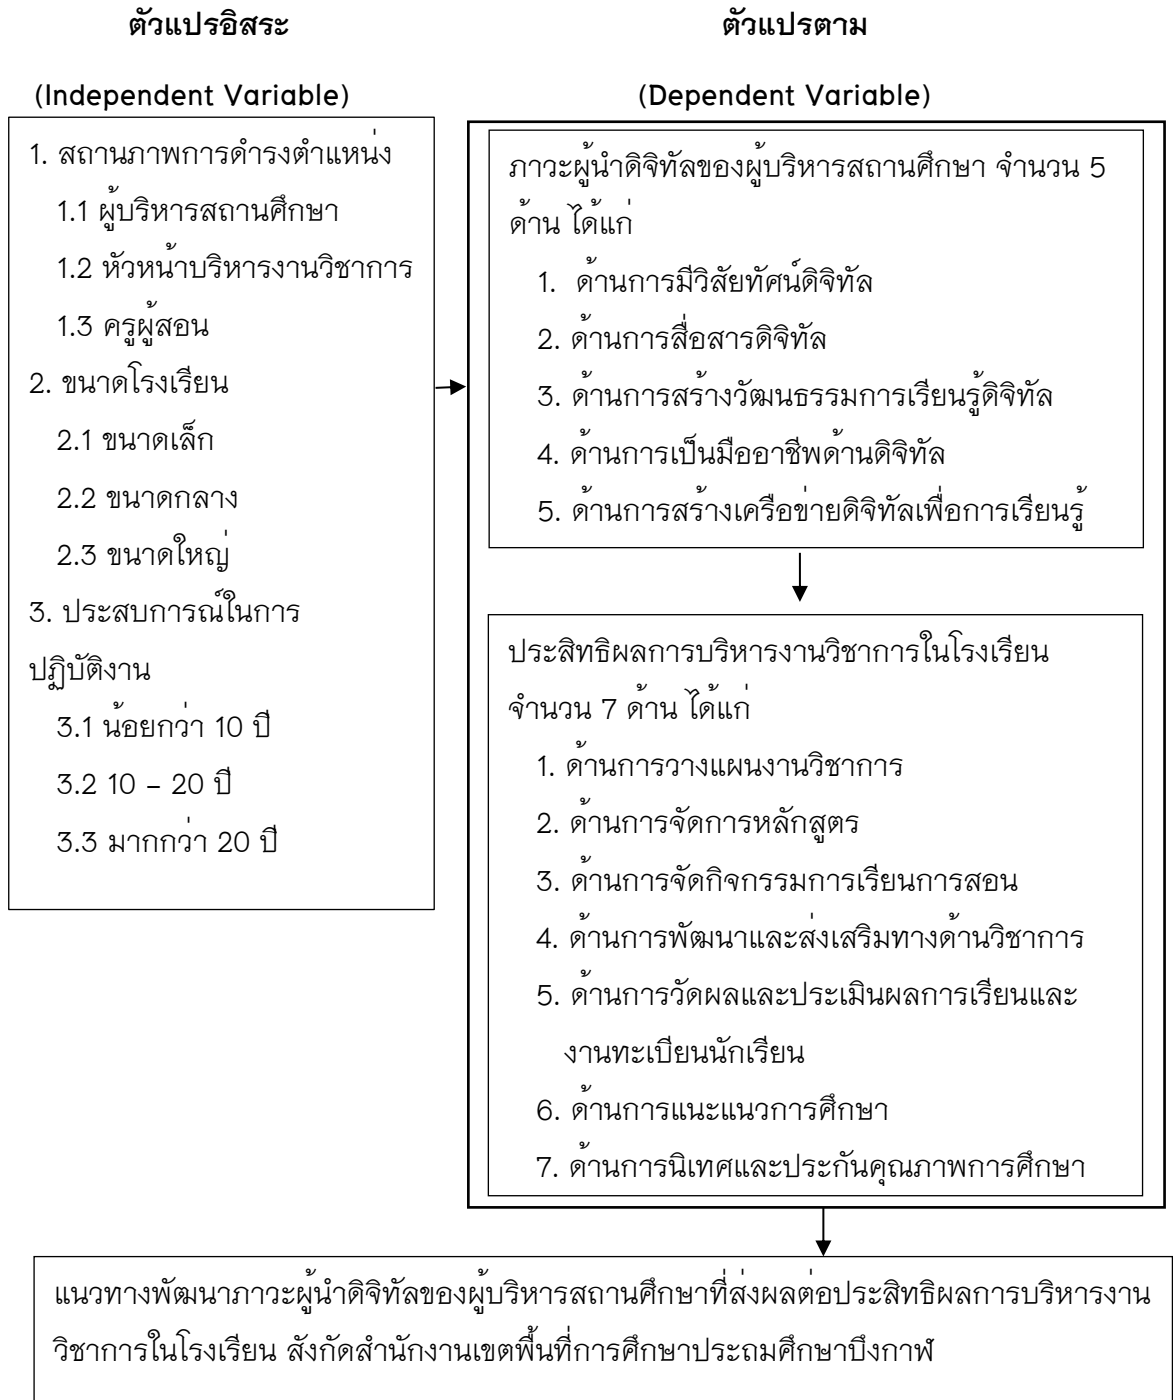 ตัวแปรอิสระ
(Independent Variable)
1. สถานภาพการดำรงตำแหน่ง
1.1 ผู้บริหารสถานศึกษา
1.2 หัวหน้าบริหารงานวิชาการ
1.3 ครูผู้สอน
2. ขนาดโรงเรียน
2.1 ขนาดเล็ก
2.2 ขนาดกลาง
2.3 ขนาดใหญ่
3. ประสบการณ์ในการ
ปฏิบัติงาน
3.1 น้อยกว่า 10 ปี
3.2 10 – 20 ปี
3.3 มากกว่า 20 ปี
ตัวแปรตาม
(Dependent Variable)
ภาวะผู้นำดิจิทัลของผู้บริหารสถานศึกษา จำนวน 5
ด้าน ได้แก่
1. ด้านการมีวิสัยทัศน์ดิจิทัล
2. ด้านการสื่อสารดิจิทัล
3. ด้านการสร้างวัฒนธรรมการเรียนรู้ดิจิทัล
4. ด้านการเป็นมืออาชีพด้านดิจิทัล
5. ด้านการสร้างเครือข่ายดิจิทัลเพื่อการเรียนรู้
ประสิทธิผลการบริหารงานวิชาการในโรงเรียน
จำนวน 7 ด้าน ได้แก่
1. ด้านการวางแผนงานวิชาการ
2. ด้านการจัดการหลักสูตร
3. ด้านการจัดกิจกรรมการเรียนการสอน
4. ด้านการพัฒนาและส่งเสริมทางด้านวิชาการ
5. ด้านการวัดผลและประเมินผลการเรียนและ
งานทะเบียนนักเรียน
6. ด้านการแนะแนวการศึกษา
7. ด้านการนิเทศและประกันคุณภาพการศึกษา
แนวทางพัฒนาภาวะผู้นำดิจิทัลของผู้บริหารสถานศึกษาที่ส่งผลต่อประสิทธิผลการบริหารงาน
วิชาการในโรงเรียน สังกัดสำนักงานเขตพื้นที่การศึกษาประถมศึกษาบึงกาฬ